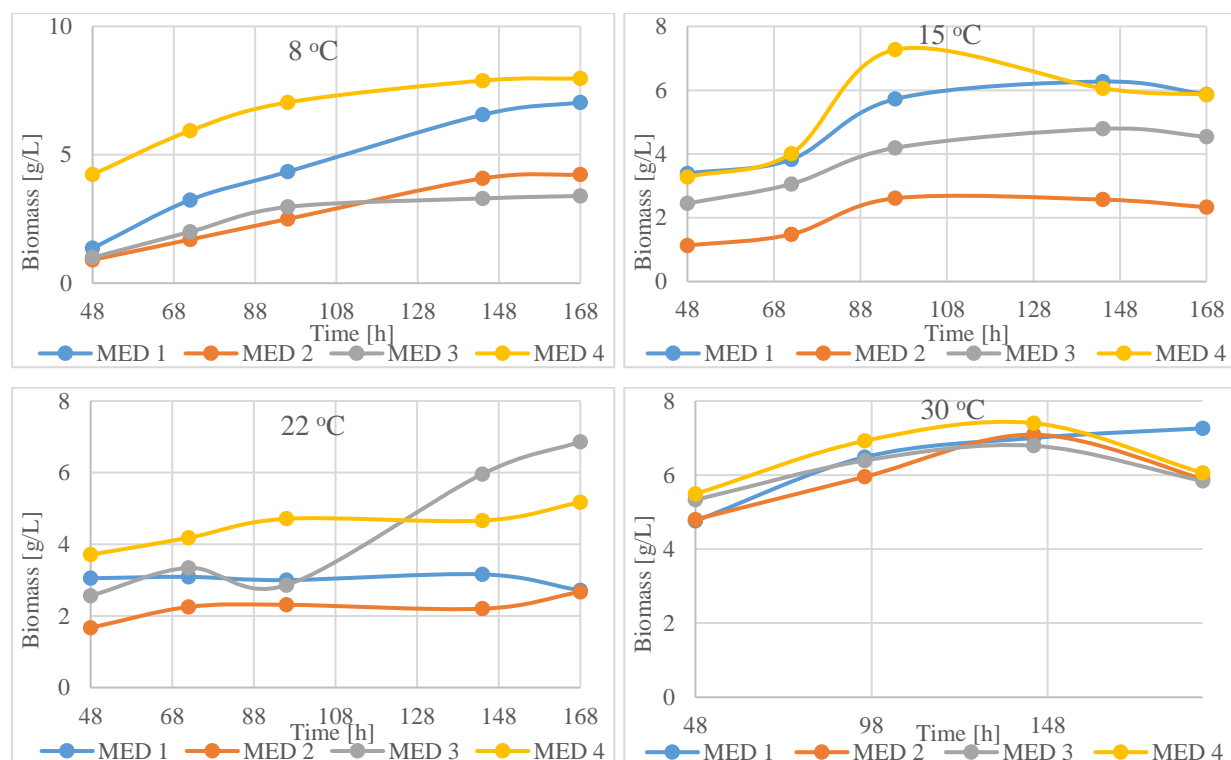 8 °C
Biomass [g/L]
10
5
0
48 68 88 108 128 148 168
Time [h]
MED 1 MED 2 MED 3 MED 4
15 °C
Biomass [g/L]
8
6
4
2
0
48 68 88 108 128 148 168
Time [h]
MED 1 MED 2 MED 3 MED 4
22 °C
Biomass [g/L]
8
6
4
2
0
48 68 88 108 128 148 168
Time [h]
MED 1 MED 2 MED 3 MED 4
30 °C
Biomass [g/L]
8
6
4
2
0
48 98 148
Time [h]
MED 1 MED 2 MED 3 MED 4